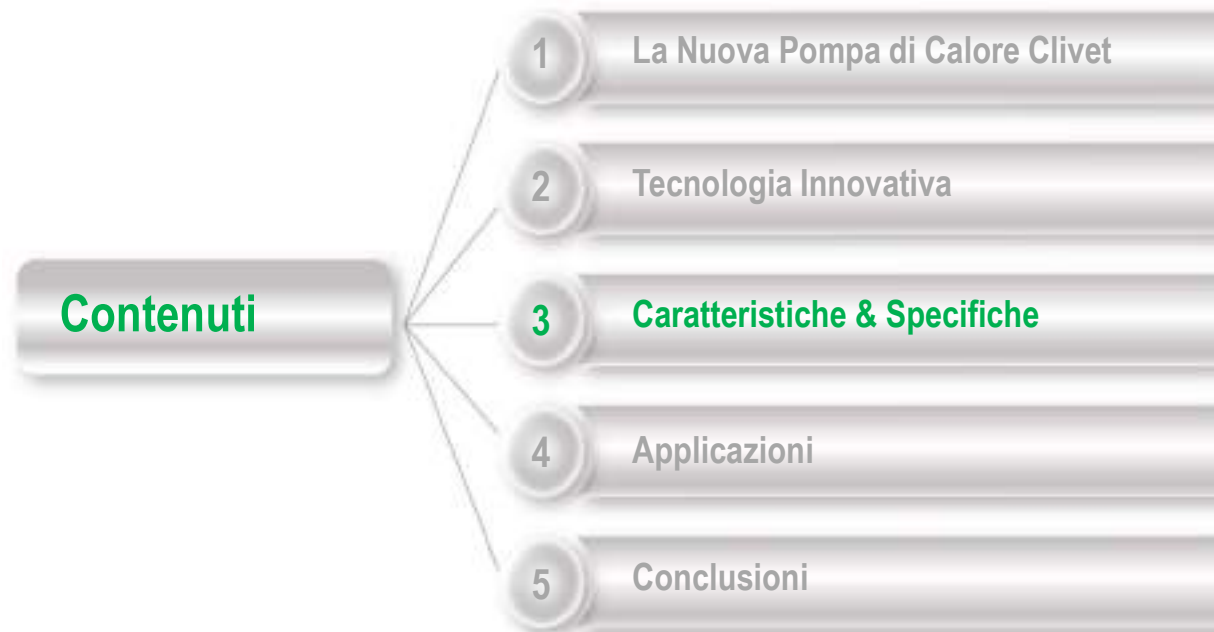 Contenuti
1 La Nuova Pompa di Calore Clivet
2 Tecnologia Innovativa
3 Caratteristiche & Specifiche
4 Applicazioni
5 Conclusioni